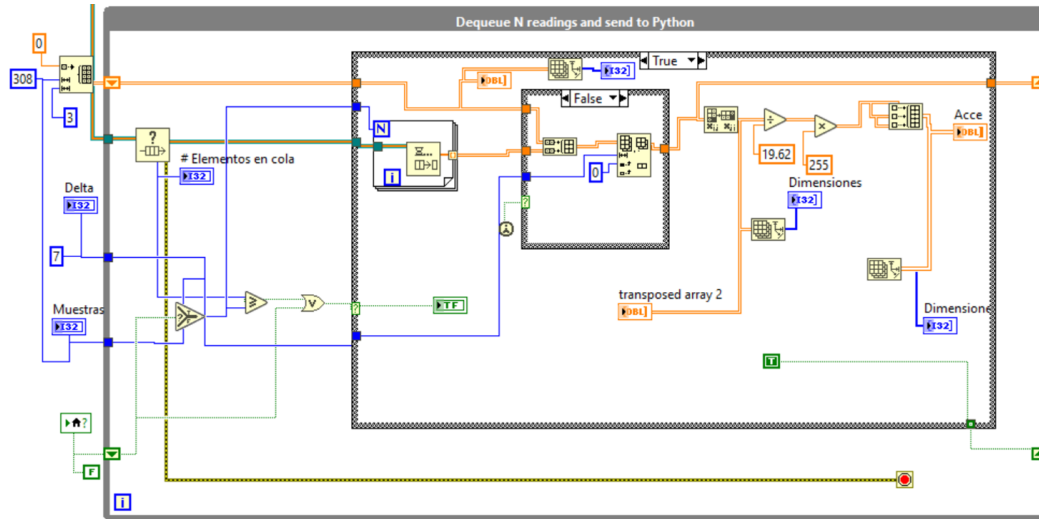 Dequeue N readings and send to Python
0
True
308
DBL]
I32]
3
False
Acce
DBL]
N
# Elementos en cola
I32
i
0
19.62
255
Delta
I32
Dimensiones
I32]
7
transposed array 2
DBL]
Muestras
I32
TF
Dimensione
I32]
T
F
i